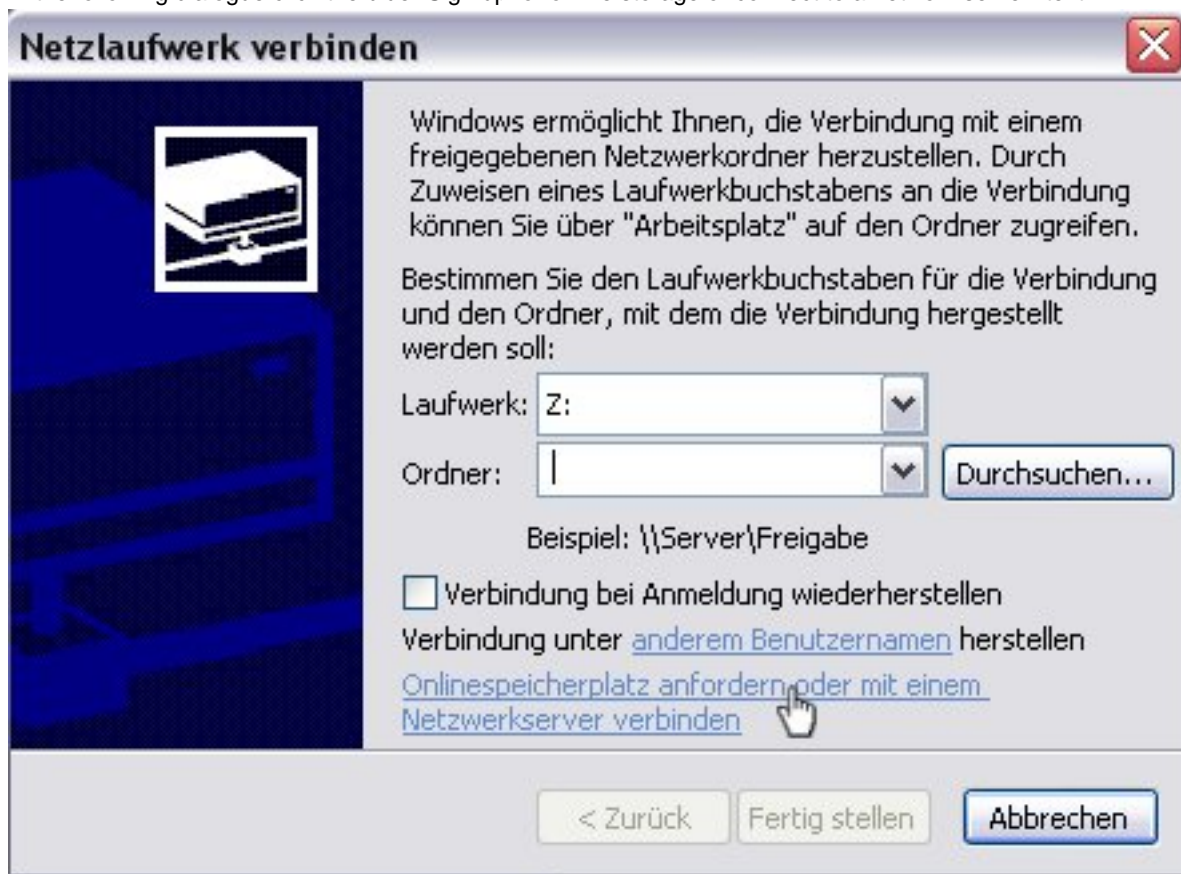 Netzlaufwerk verbinden
Windows ermöglicht Ihnen, die Verbindung mit einem
freigegebenen Netzwerkordner herzustellen. Durch
Zuweisen eines Laufwerkbuchstabens an die Verbindung
können Sie über "Arbeitsplatz" auf den Ordner zugreifen.
Bestimmen Sie den Laufwerkbuchstaben für die Verbindung
und den Ordner, mit dem die Verbindung hergestellt
werden soll:
Laufwerk: Z:
Ordner: Durchsuchen...
Beispiel: \\Server\Freigabe
Verbindung bei Anmeldung wiederherstellen
Verbindung unter anderem Benutzernamen herstellen
Onlinespeicherplatz anfordern oder mit einem
Netzwerkserver verbinden
< Zurück Fertig stellen Abbrechen